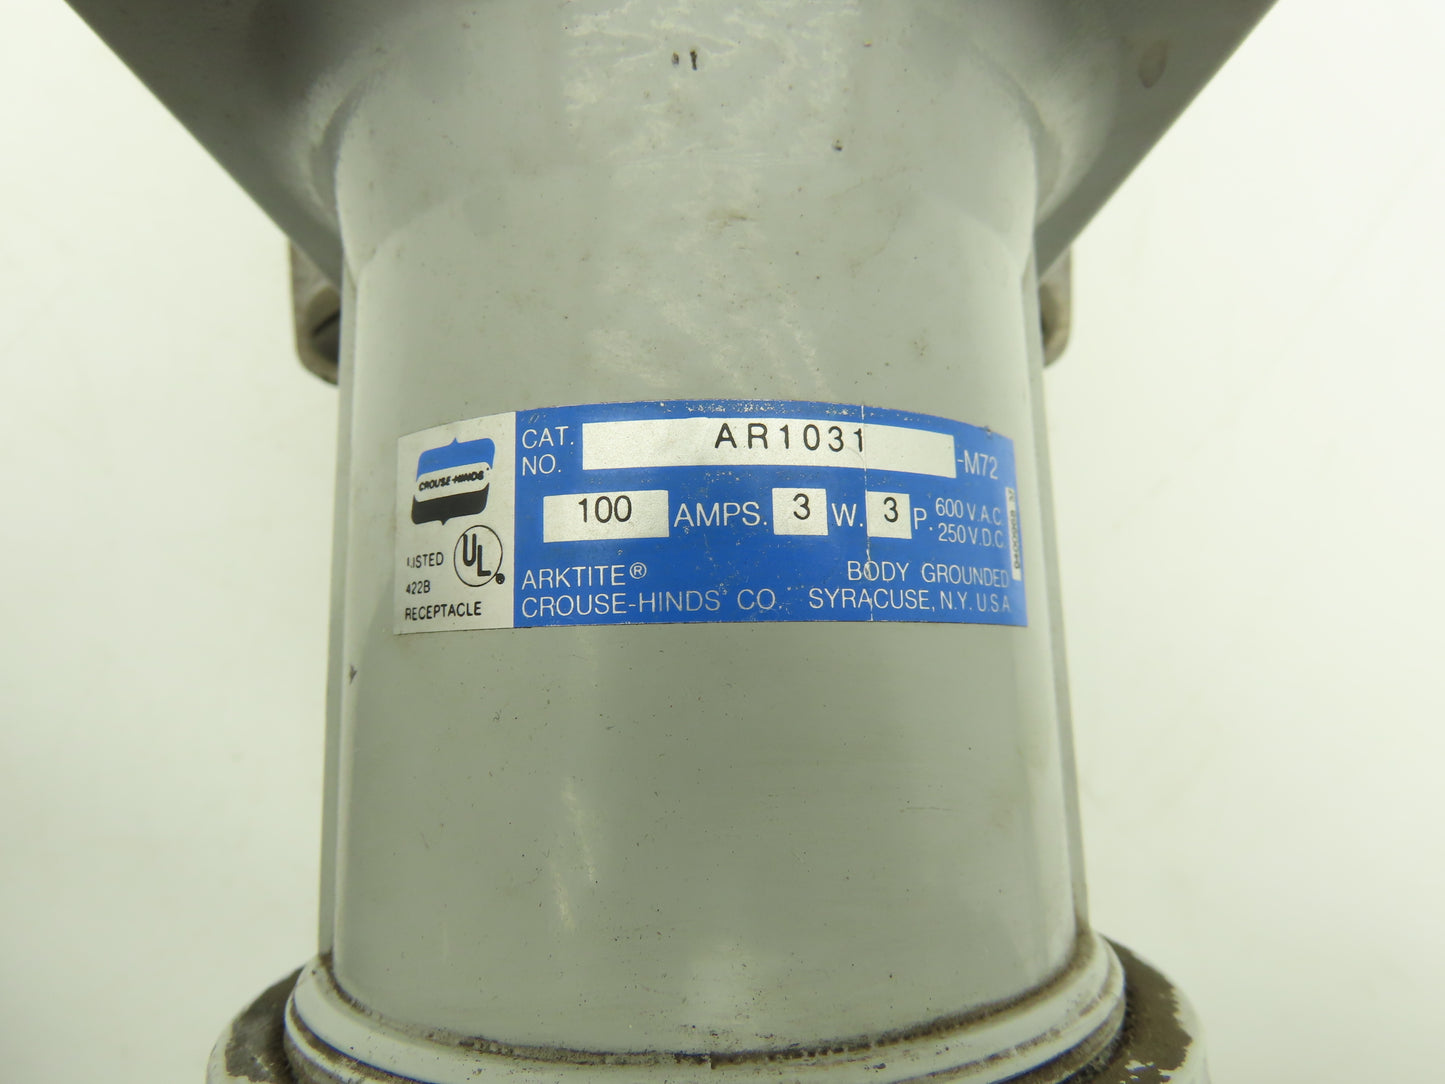 CROUSE-HINDS
LISTED
422B
RECEPTACLE
UL®
CAT. NO. AR1031 -M72
100 AMPS. 3 W. 3 P. 600 V.A.C. 250 V.D.C.
ARKTITE® BODY GROUNDED
CROUSE-HINDS CO. SYRACUSE, N.Y. U.S.A